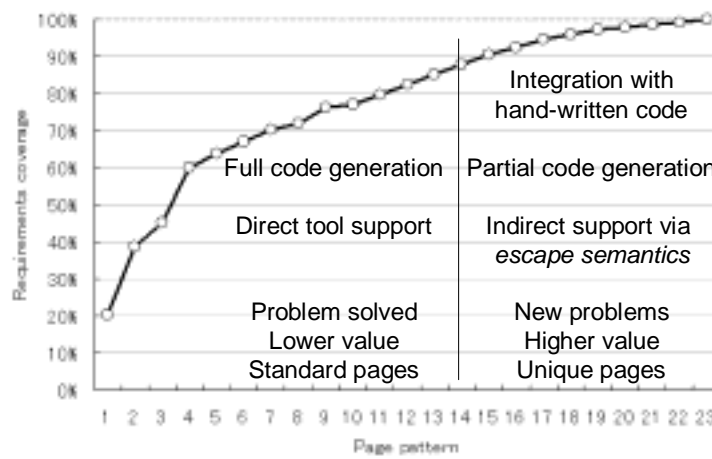 100%
90%
80%
70%
60%
50%
40%
30%
20%
10%
0%
Requirements coverage
Integration with
hand-written code
Full code generation
Partial code generation
Direct tool support
Indirect support via
escape semantics
Problem solved
Lower value
Standard pages
New problems
Higher value
Unique pages
1 2 3 4 5 6 7 8 9 10 11 12 13 14 15 16 17 18 19 20 21 22 23
Page pattern